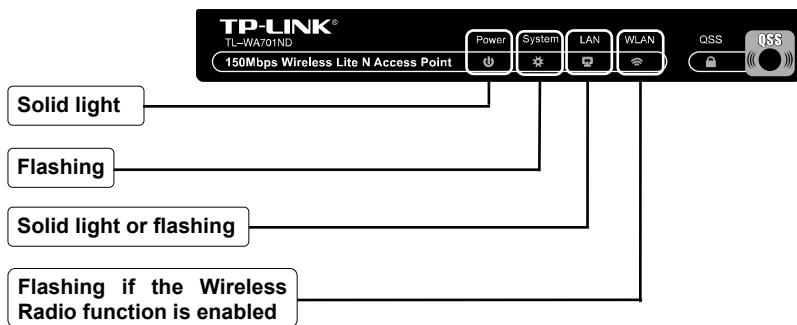 TP-LINK®
TL-WA701ND
Power System LAN WLAN QSS QSS
150Mbps Wireless Lite N Access Point
Solid light
Flashing
Solid light or flashing
Flashing if the Wireless
Radio function is enabled